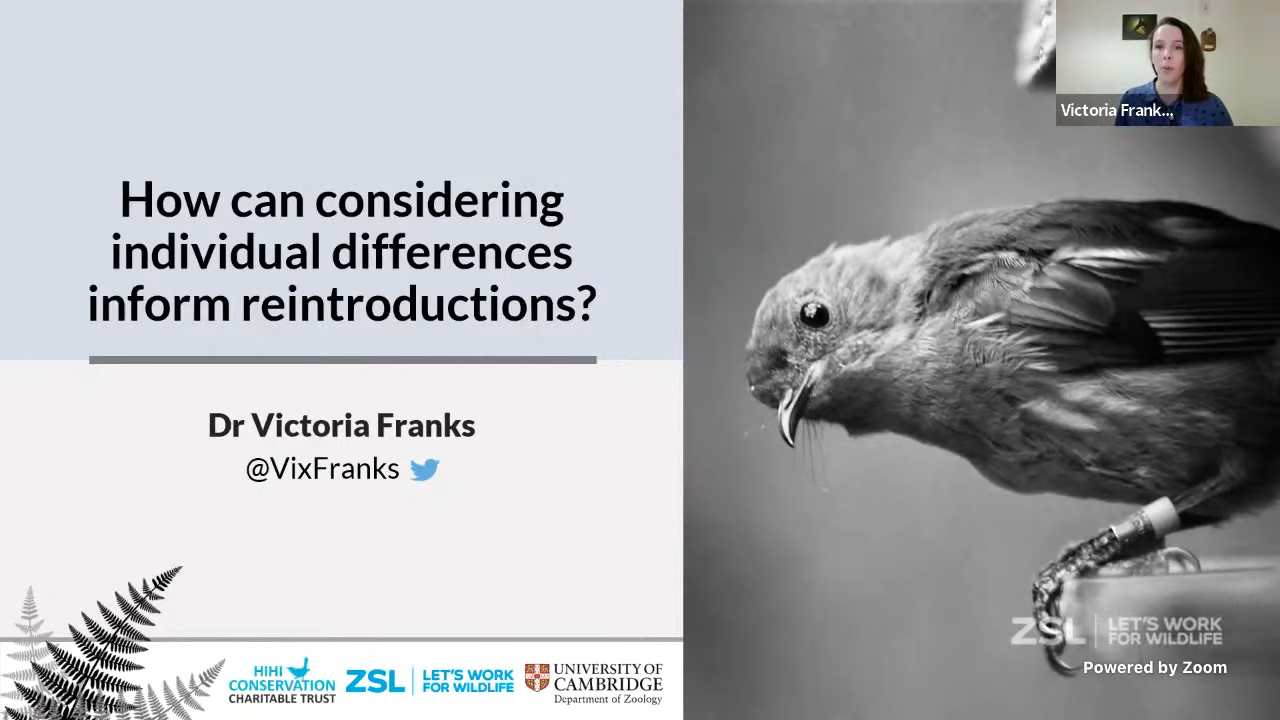 How can considering
individual differences
inform reintroductions?
Dr Victoria Franks
@VixFranks
HIHI
CONSERVATION
CHARITABLE TRUST
ZSL
LET'S WORK
FOR WILDLIFE
UNIVERSITY OF
CAMBRIDGE
Department of Zoology
Victoria Frank...
ZSL
LET'S WORK
FOR WILDLIFE
Powered by Zoom